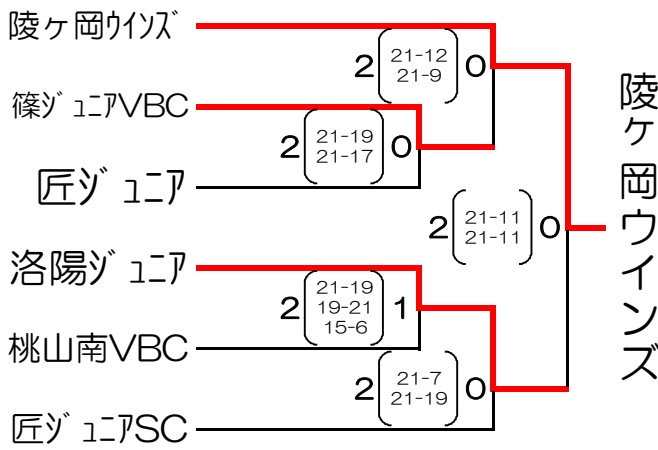 陵ヶ岡ｳｲﾝｽﾞ
2 21-12 0
21-9
篠ｼﾞｭﾆｱVBC
2 21-19 0
21-17
匠ｼﾞｭﾆｱ
2 21-11 0
21-11
陵ヶ岡ウインズ
洛陽ｼﾞｭﾆｱ
2 21-19 1
19-21
15-6
桃山南VBC
2 21-7 0
21-19
匠ｼﾞｭﾆｱSC